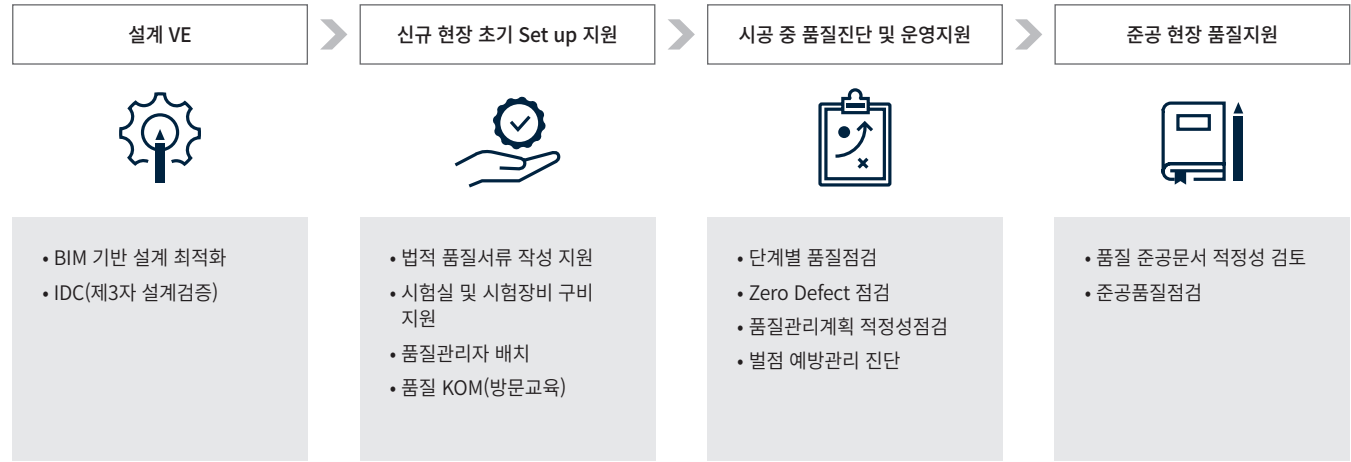 설계 VE
신규 현장 초기 Set up 지원
시공 중 품질진단 및 운영지원
준공 현장 품질지원
• BIM 기반 설계 최적화
• IDC(제3자 설계검증)
• 법적 품질서류 작성 지원
• 시험실 및 시험장비 구비
지원
• 품질관리자 배치
• 품질 KOM(방문교육)
• 단계별 품질점검
• Zero Defect 점검
• 품질관리계획 적정성점검
• 벌점 예방관리 진단
• 품질 준공문서 적정성 검토
• 준공품질점검